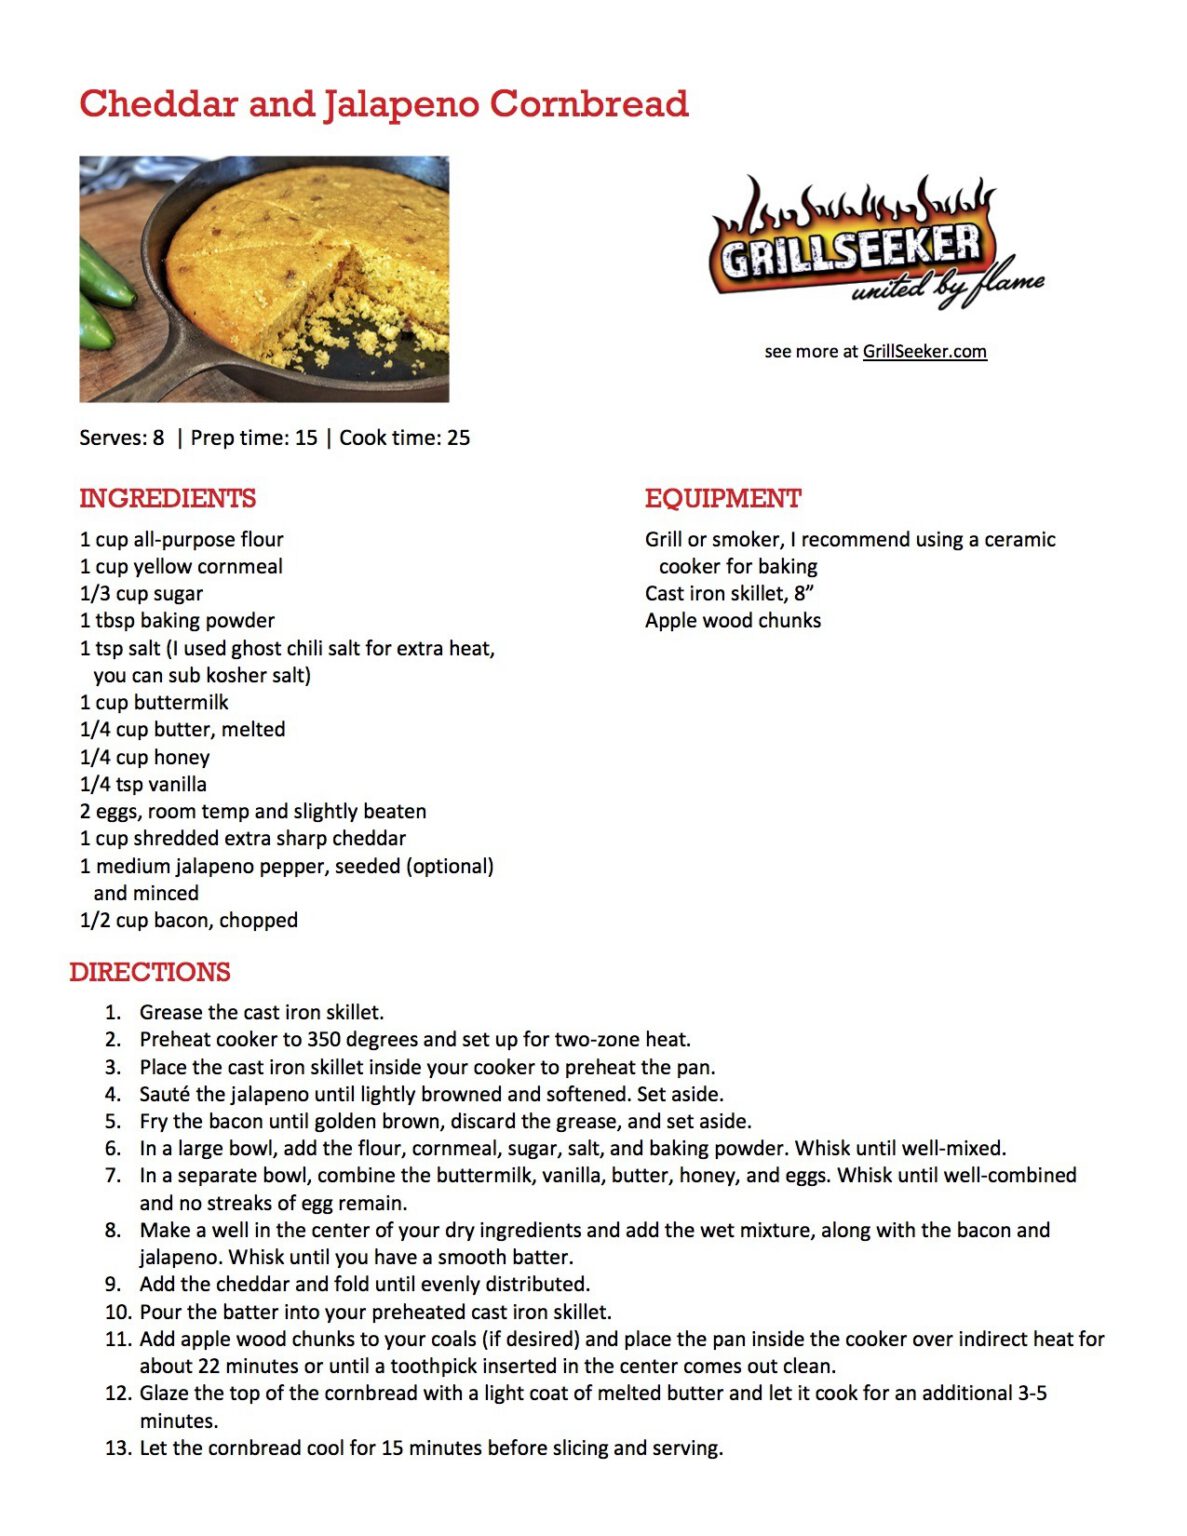 Cheddar and Jalapeno Cornbread
GRILLSEEKER
united by flame
see more at GrillSeeker.com
Serves: 8 | Prep time: 15 | Cook time: 25
INGREDIENTS
1 cup all-purpose flour
1 cup yellow cornmeal
1/3 cup sugar
1 tbsp baking powder
1 tsp salt (I used ghost chili salt for extra heat,
you can sub kosher salt)
1 cup buttermilk
1/4 cup butter, melted
1/4 cup honey
1/4 tsp vanilla
2 eggs, room temp and slightly beaten
1 cup shredded extra sharp cheddar
1 medium jalapeno pepper, seeded (optional)
and minced
1/2 cup bacon, chopped
EQUIPMENT
Grill or smoker, I recommend using a ceramic
cooker for baking
Cast iron skillet, 8”
Apple wood chunks
DIRECTIONS
1. Grease the cast iron skillet.
2. Preheat cooker to 350 degrees and set up for two-zone heat.
3. Place the cast iron skillet inside your cooker to preheat the pan.
4. Sauté the jalapeno until lightly browned and softened. Set aside.
5. Fry the bacon until golden brown, discard the grease, and set aside.
6. In a large bowl, add the flour, cornmeal, sugar, salt, and baking powder. Whisk until well-mixed.
7. In a separate bowl, combine the buttermilk, vanilla, butter, honey, and eggs. Whisk until well-combined
and no streaks of egg remain.
8. Make a well in the center of your dry ingredients and add the wet mixture, along with the bacon and
jalapeno. Whisk until you have a smooth batter.
9. Add the cheddar and fold until evenly distributed.
10. Pour the batter into your preheated cast iron skillet.
11. Add apple wood chunks to your coals (if desired) and place the pan inside the cooker over indirect heat for
about 22 minutes or until a toothpick inserted in the center comes out clean.
12. Glaze the top of the cornbread with a light coat of melted butter and let it cook for an additional 3-5
minutes.
13. Let the cornbread cool for 15 minutes before slicing and serving.